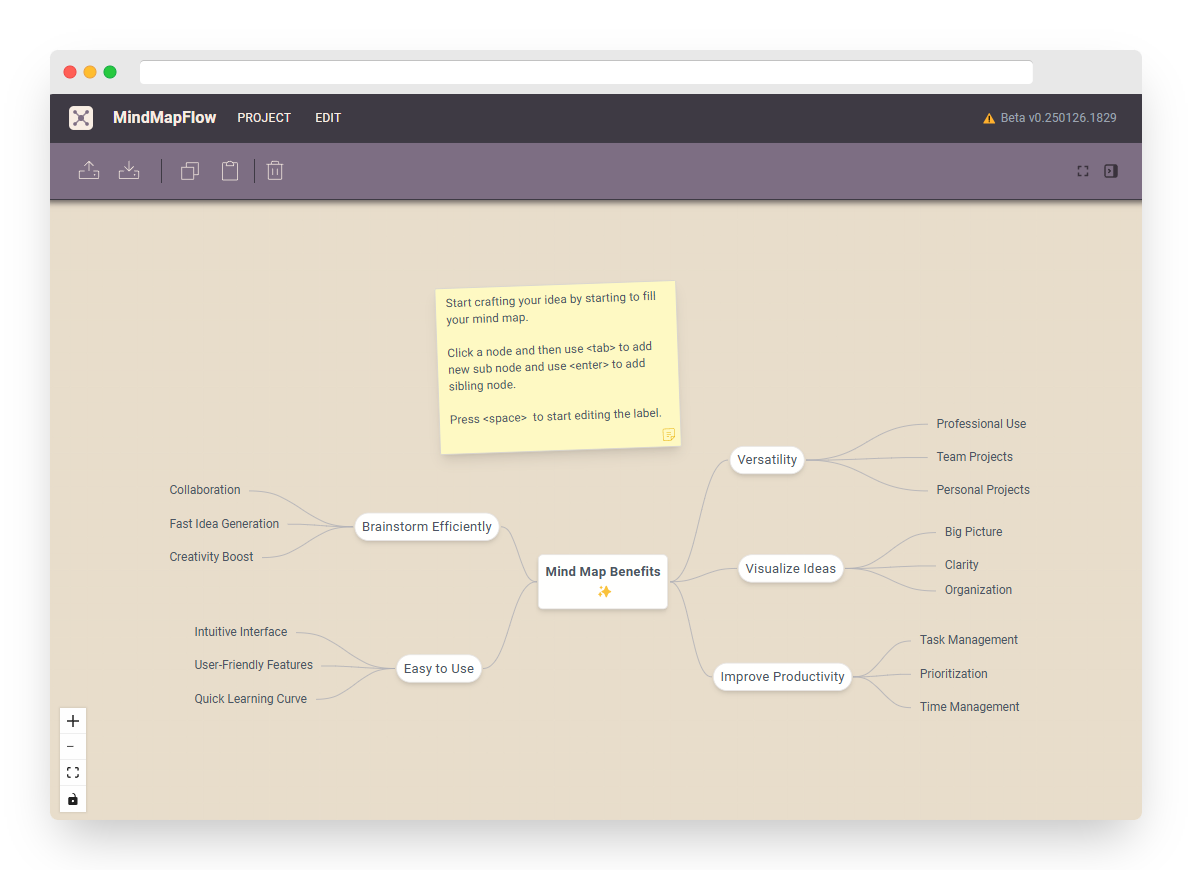 MindMapFlow PROJECT EDIT Beta v0.250126.1829
Start crafting your idea by starting to fill
your mind map.
Click a node and then use <tab> to add
new sub node and use <enter> to add
sibling node.
Press <space>  to start editing the label.
Collaboration
Fast Idea Generation
Creativity Boost
Brainstorm Efficiently
Intuitive Interface
User-Friendly Features
Quick Learning Curve
Easy to Use
Mind Map Benefits
Versatility
Professional Use
Team Projects
Personal Projects
Visualize Ideas
Big Picture
Clarity
Organization
Improve Productivity
Task Management
Prioritization
Time Management